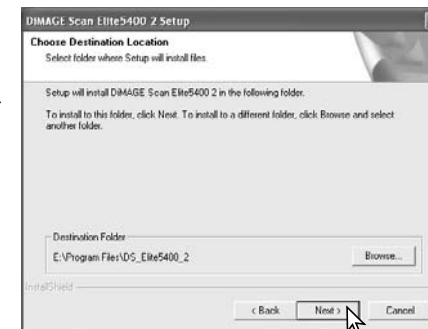 DiMAGE Scan Elite5400 2 Setup
Choose Destination Location
Select folder where Setup will install files.
Setup will install DiMAGE Scan Elite5400 2 in the following folder.
To install to this folder, click Next. To install to a different folder, click Browse and select
another folder.
Destination Folder
E:\Program Files\DS_Elite5400_2
Browse...
InstallShield
< Back
Next >
Cancel